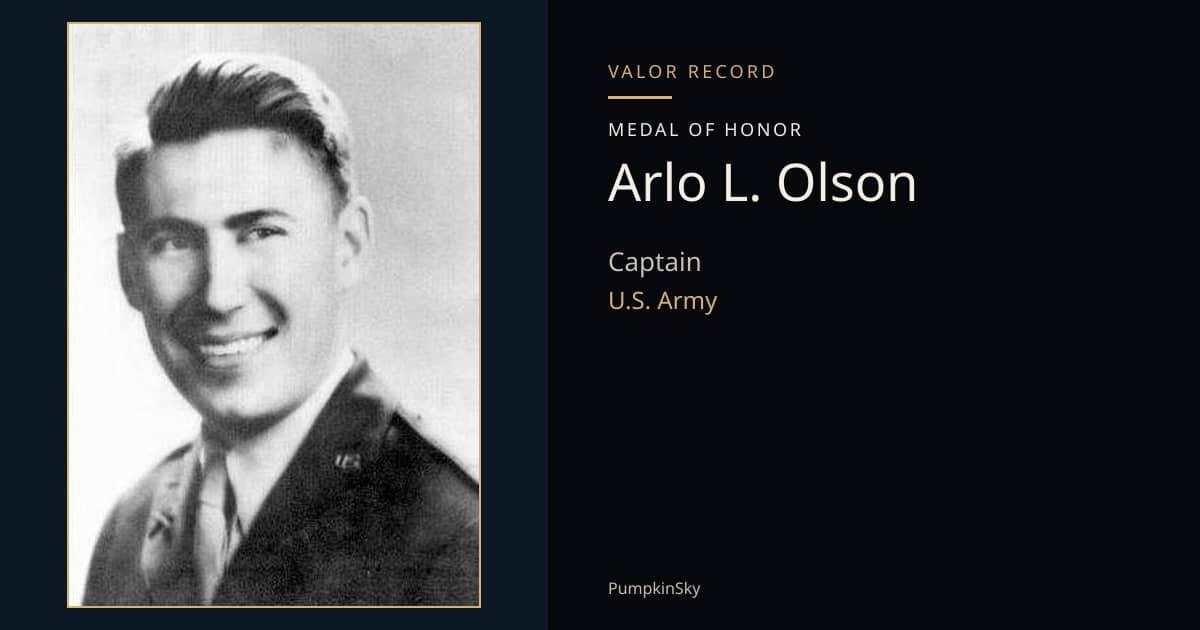 VALOR RECORD
MEDAL OF HONOR
Arlo L. Olson
Captain
U.S. Army
PumpkinSky